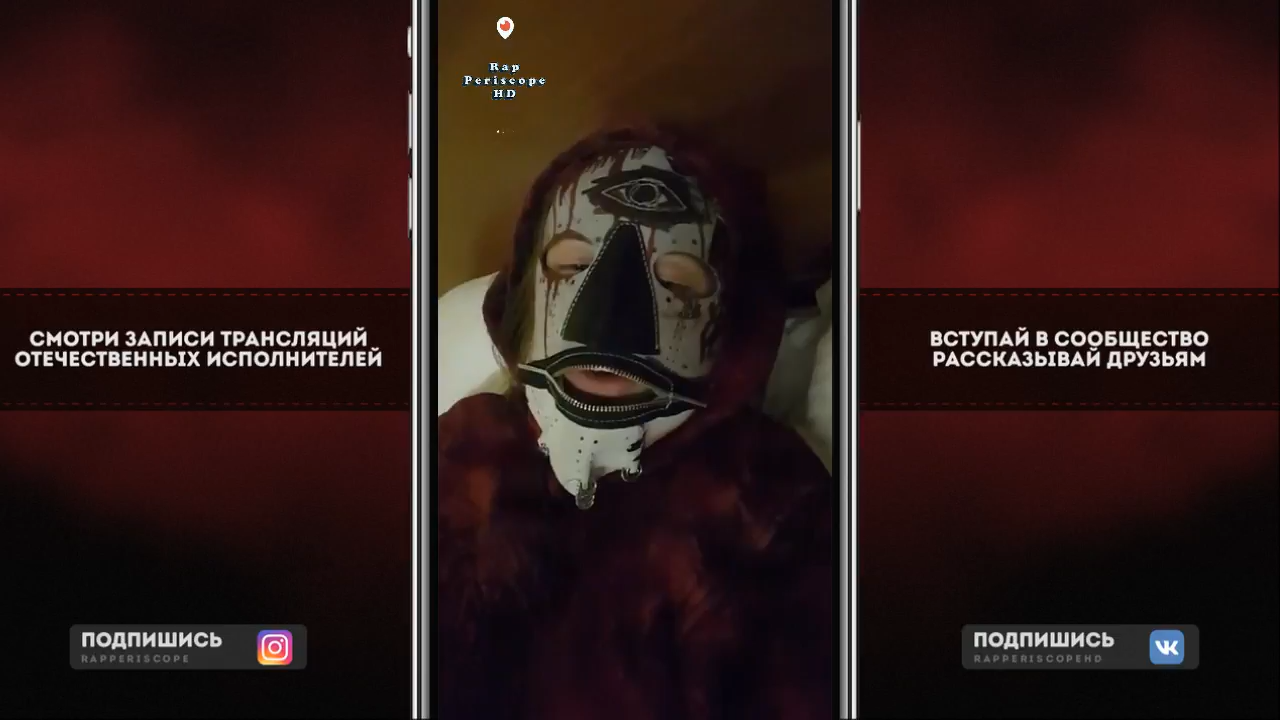 Rap
Periscope
HD
СМОТРИ ЗАПИСИ ТРАНСЛЯЦИЙ
ОТЕЧЕСТВЕННЫХ ИСПОЛНИТЕЛЕЙ
ВСТУПАЙ В СООБЩЕСТВО
РАССКАЗЫВАЙ ДРУЗЬЯМ
ПОДПИШИСЬ
RAPPERISCOPE
ПОДПИШИСЬ
RAPPERISCOPEHD